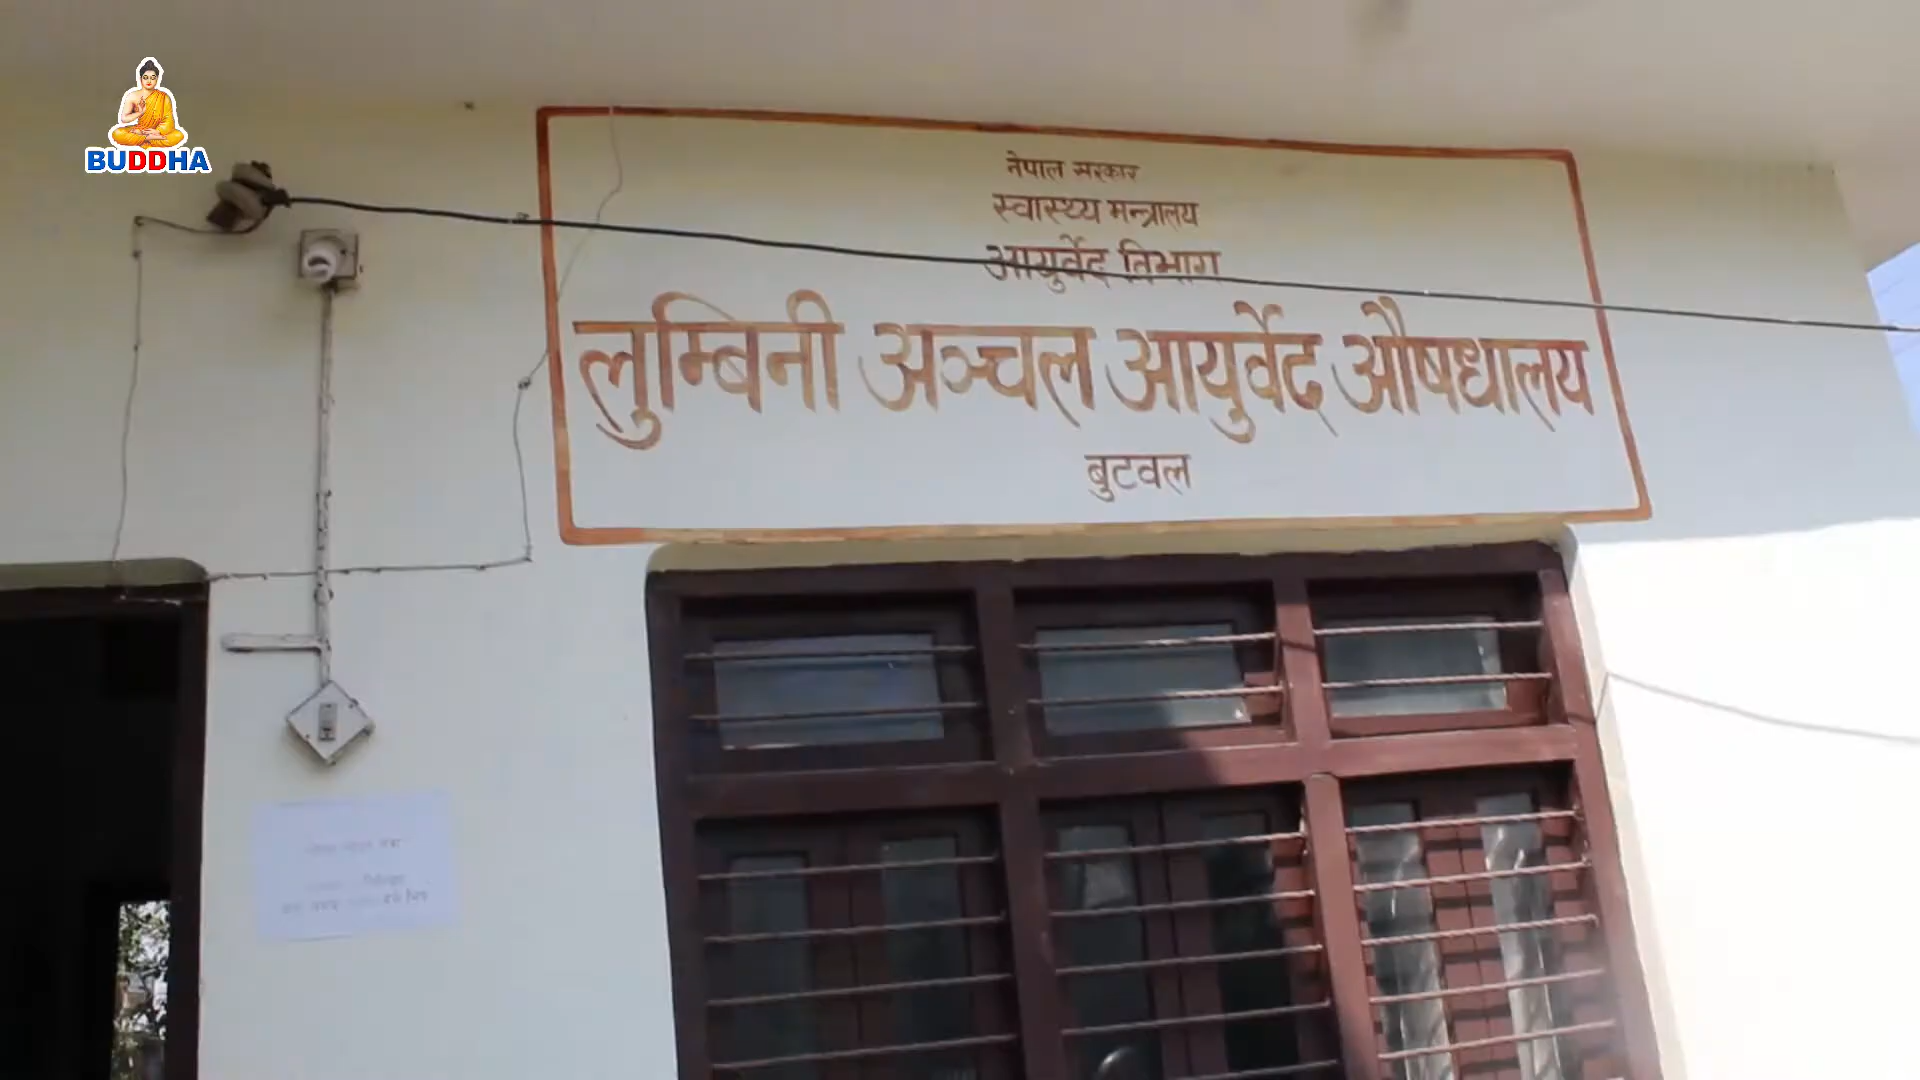 BUDDHA
नेपाल सरकार
स्वास्थ्य मन्त्रालय
आयुर्वेद विभाग
लुम्बिनी अञ्चल आयुर्वेद औषधालय
बुटवल